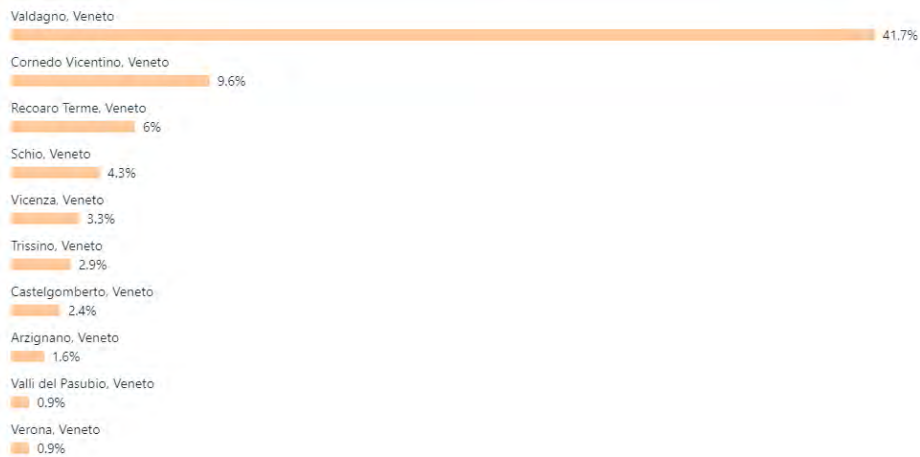 Valdagno, Veneto
41.7%
Cornedo Vicentino, Veneto
9.6%
Recoaro Terme, Veneto
6%
Schio, Veneto
4.3%
Vicenza, Veneto
3.3%
Trissino, Veneto
2.9%
Castelgomberto, Veneto
2.4%
Arzignano, Veneto
1.6%
Valli del Pasubio, Veneto
0.9%
Verona, Veneto
0.9%